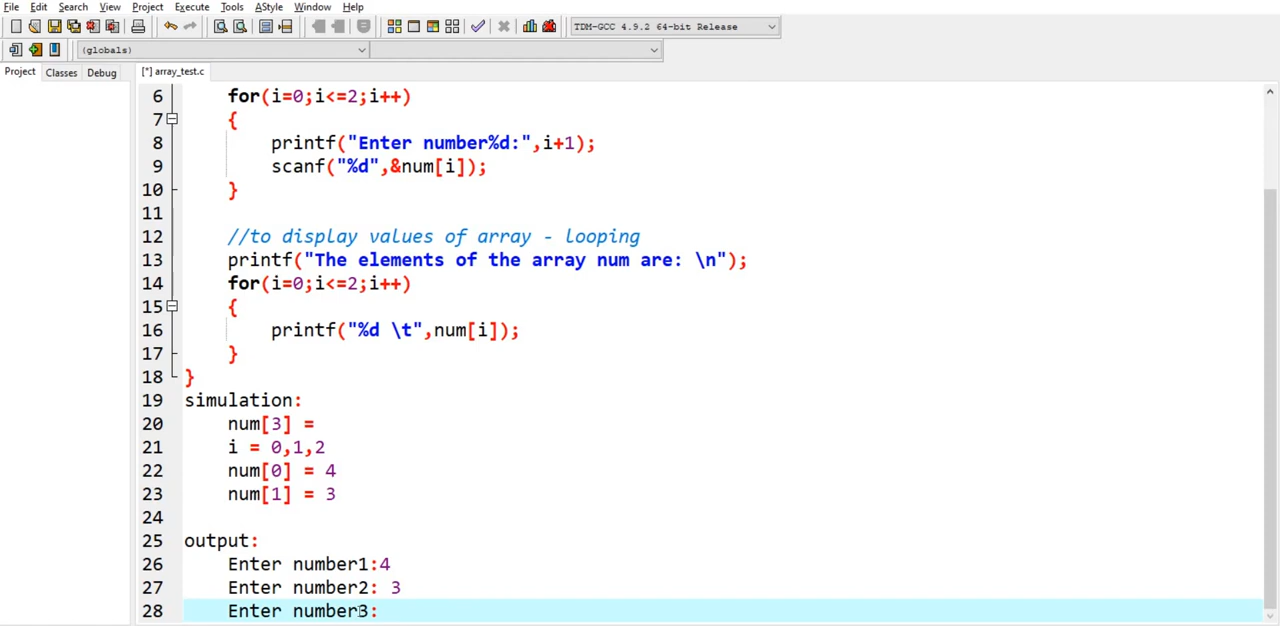 File Edit Search View Project Execute Tools AStyle Window Help
TDM-GCC 4.9.2 64-bit Release
(globals)
Project Classes Debug [*] array_test.c
6 for(i=0;i<=2;i++)
7 {
8 printf("Enter number%d:",i+1);
9 scanf("%d",&num[i]);
10 }
11
12 //to display values of array - looping
13 printf("The elements of the array num are: \n");
14 for(i=0;i<=2;i++)
15 {
16 printf("%d \t",num[i]);
17 }
18 }
19 simulation:
20 num[3] =
21 i = 0,1,2
22 num[0] = 4
23 num[1] = 3
24
25 output:
26 Enter number1:4
27 Enter number2: 3
28 Enter number3: